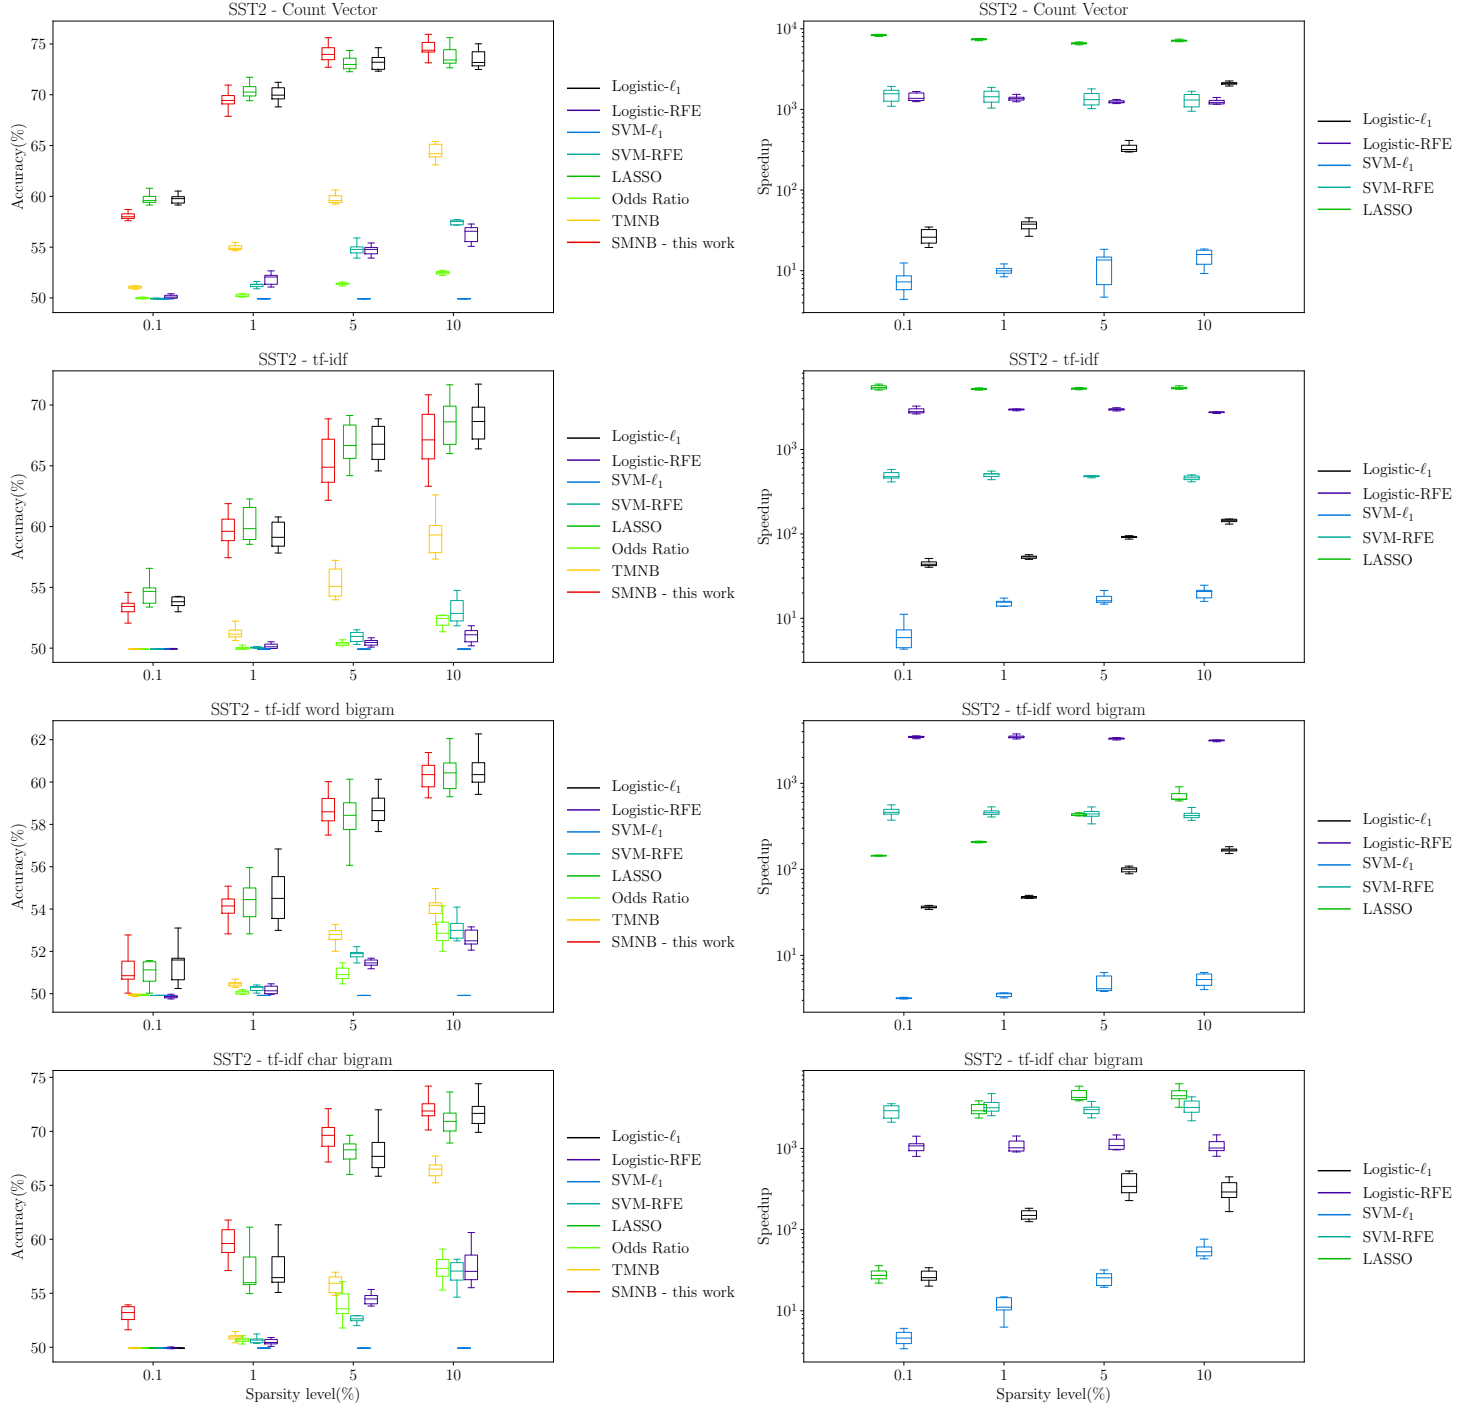 SST2 - Count Vector
Accuracy(%)
75
70
65
60
55
50
0.1 1 5 10
Logistic-ℓ1
Logistic-RFE
SVM-ℓ1
SVM-RFE
LASSO
Odds Ratio
TMNB
SMNB - this work
SST2 - Count Vector
Speedup
10^4
10^3
10^2
10^1
0.1 1 5 10
Logistic-ℓ1
Logistic-RFE
SVM-ℓ1
SVM-RFE
LASSO
SST2 - tf-idf
Accuracy(%)
70
65
60
55
50
0.1 1 5 10
Logistic-ℓ1
Logistic-RFE
SVM-ℓ1
SVM-RFE
LASSO
Odds Ratio
TMNB
SMNB - this work
SST2 - tf-idf
Speedup
10^3
10^2
10^1
0.1 1 5 10
Logistic-ℓ1
Logistic-RFE
SVM-ℓ1
SVM-RFE
LASSO
SST2 - tf-idf word bigram
Accuracy(%)
62
60
58
56
54
52
50
0.1 1 5 10
Logistic-ℓ1
Logistic-RFE
SVM-ℓ1
SVM-RFE
LASSO
Odds Ratio
TMNB
SMNB - this work
SST2 - tf-idf word bigram
Speedup
10^3
10^2
10^1
0.1 1 5 10
Logistic-ℓ1
Logistic-RFE
SVM-ℓ1
SVM-RFE
LASSO
SST2 - tf-idf char bigram
Accuracy(%)
75
70
65
60
55
50
0.1 1 5 10
Sparsity level(%)
Logistic-ℓ1
Logistic-RFE
SVM-ℓ1
SVM-RFE
LASSO
Odds Ratio
TMNB
SMNB - this work
SST2 - tf-idf char bigram
Speedup
10^3
10^2
10^1
0.1 1 5 10
Sparsity level(%)
Logistic-ℓ1
Logistic-RFE
SVM-ℓ1
SVM-RFE
LASSO